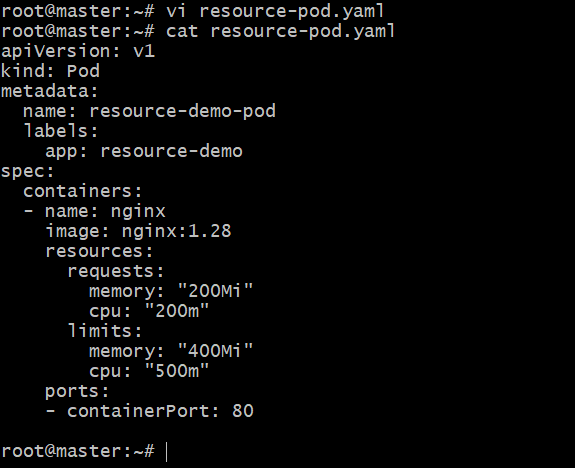 root@master:~# vi resource-pod.yaml
root@master:~# cat resource-pod.yaml
apiVersion: v1
kind: Pod
metadata:
  name: resource-demo-pod
  labels:
    app: resource-demo
spec:
  containers:
  - name: nginx
    image: nginx:1.28
    resources:
      requests:
        memory: "200Mi"
        cpu: "200m"
      limits:
        memory: "400Mi"
        cpu: "500m"
    ports:
    - containerPort: 80

root@master:~#